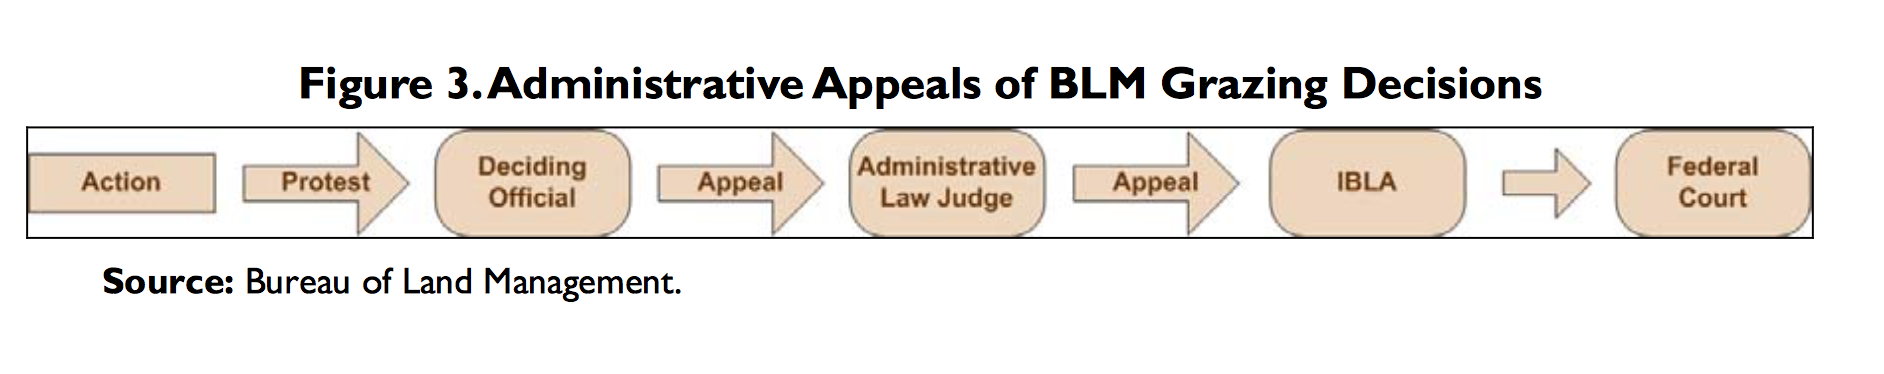 Figure 3. Administrative Appeals of BLM Grazing Decisions
Action
Protest
Deciding
Official
Appeal
Administrative
Law Judge
Appeal
IBLA
Federal
Court
Source: Bureau of Land Management.